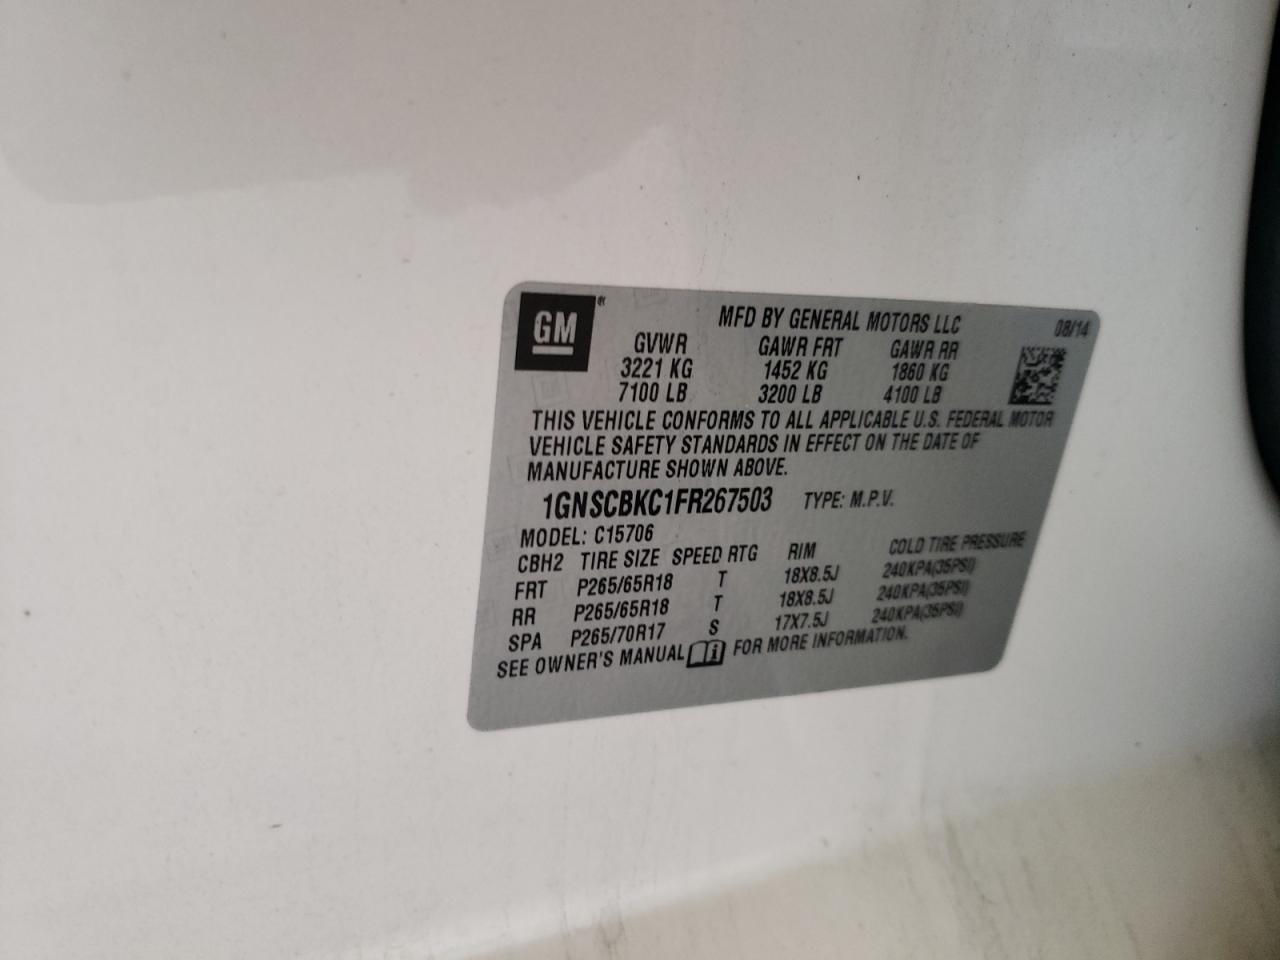 GM
MFD BY GENERAL MOTORS LLC 08/14
GVWR GAWR FRT GAWR RR
3221 KG 1452 KG 1860 KG
7100 LB 3200 LB 4100 LB
THIS VEHICLE CONFORMS TO ALL APPLICABLE U.S. FEDERAL MOTOR
VEHICLE SAFETY STANDARDS IN EFFECT ON THE DATE OF
MANUFACTURE SHOWN ABOVE.
1GNSCBKC1FR267503 TYPE: M.P.V.
MODEL: C15706
CBH2 TIRE SIZE SPEED RTG RIM COLD TIRE PRESSURE
FRT P265/65R18 T 18X8.5J 240KPA(35PSI)
RR P265/65R18 T 18X8.5J 240KPA(35PSI)
SPA P265/70R17 S 17X7.5J 240KPA(35PSI)
SEE OWNER'S MANUAL FOR MORE INFORMATION.